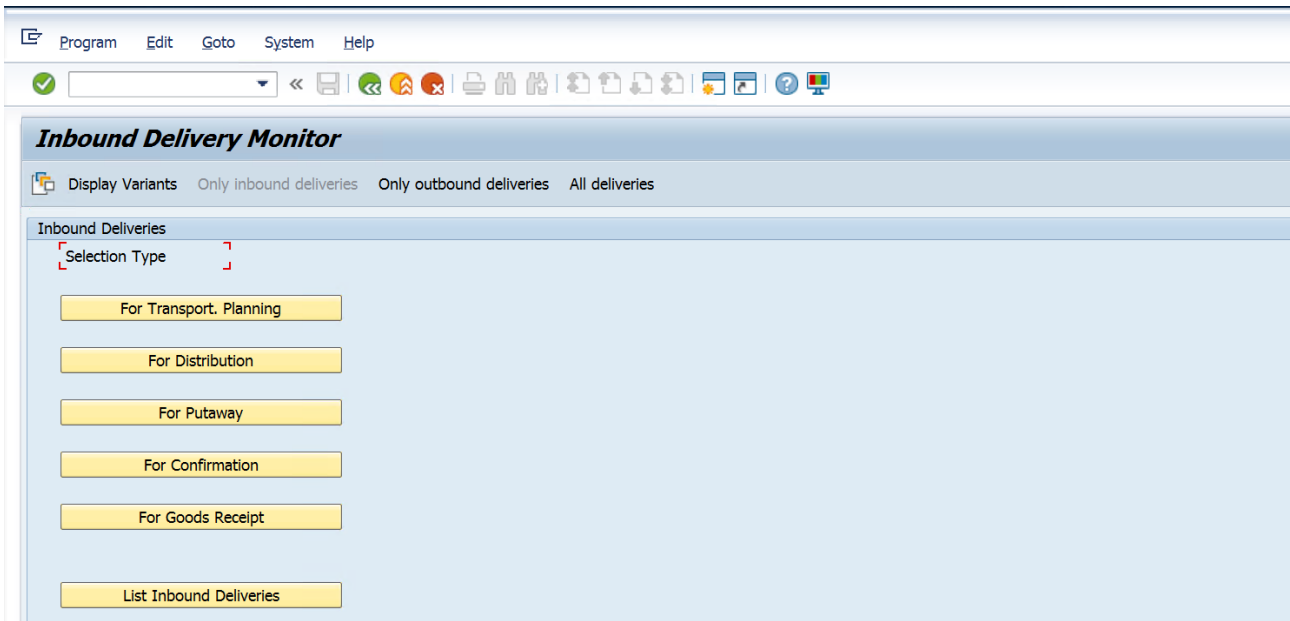 Program Edit Goto System Help
Inbound Delivery Monitor
Display Variants Only inbound deliveries Only outbound deliveries All deliveries
Inbound Deliveries
Selection Type
For Transport. Planning
For Distribution
For Putaway
For Confirmation
For Goods Receipt
List Inbound Deliveries